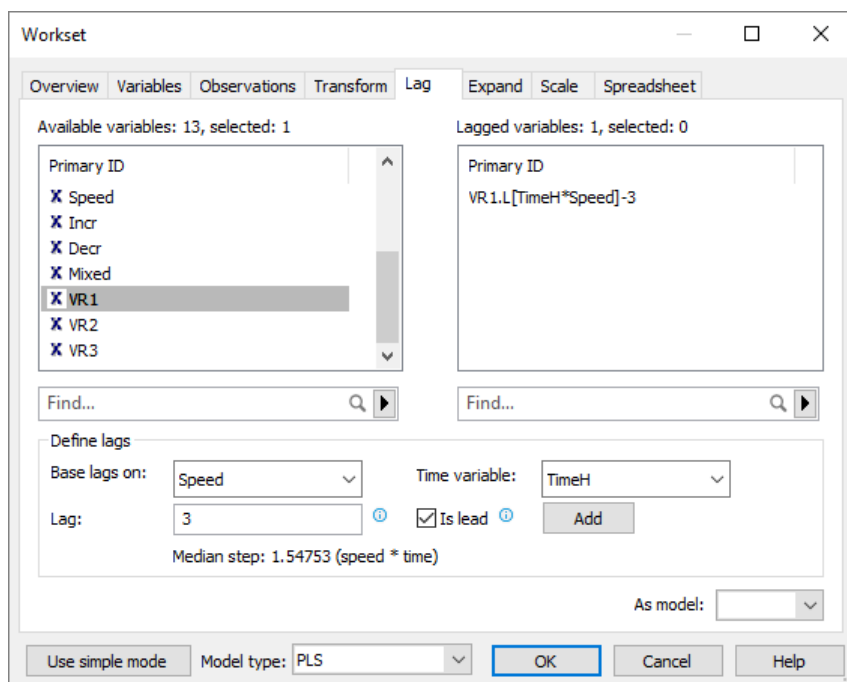 Workset
Overview Variables Observations Transform Lag Expand Scale Spreadsheet
Available variables: 13, selected: 1
Lagged variables: 1, selected: 0
Primary ID
Speed
Incr
Decr
Mixed
VR1
VR2
VR3
Primary ID
VR1.L[TimeH*Speed]-3
Find...
Find...
Define lags
Base lags on: Speed Time variable: TimeH
Lag: 3 Is lead Add
Median step: 1.54753 (speed * time)
As model:
Use simple mode Model type: PLS OK Cancel Help